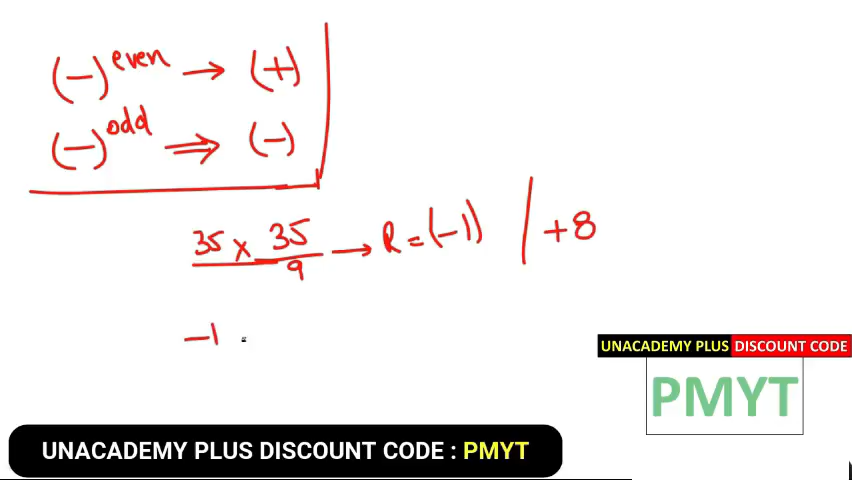 (−)^even → (+)
(−)^odd ⇒ (−)
35 × 35 / 9 → R = (−1) | +8
−1
UNACADEMY PLUS DISCOUNT CODE
PMYT
UNACADEMY PLUS DISCOUNT CODE : PMYT